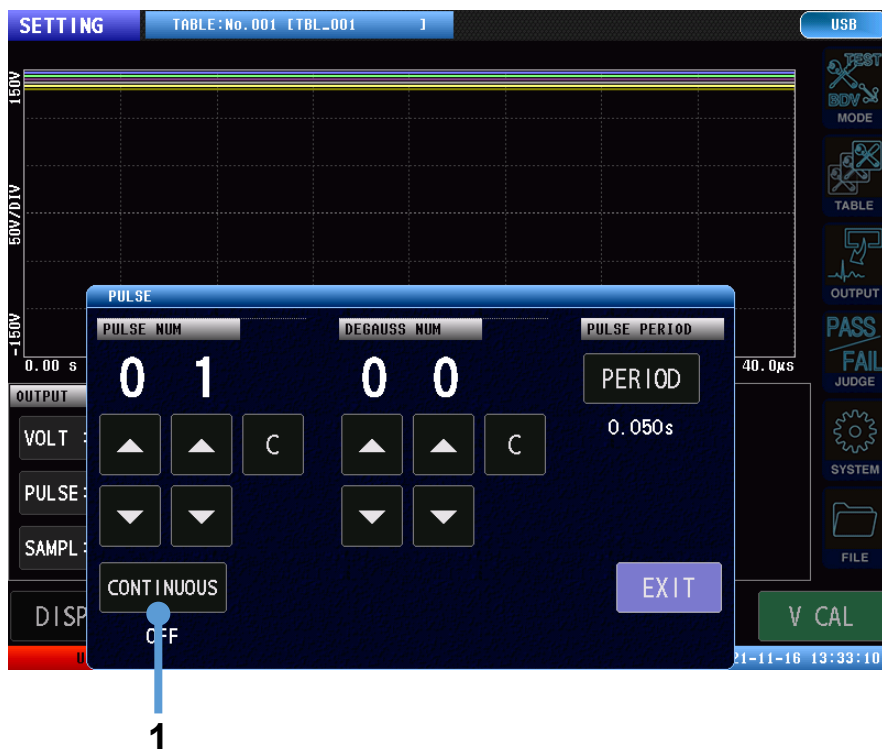 SETTING
TABLE:No.001 [TBL_001 ]
USB
150V
50V/DIV
-150V
0.00 s
40.0µs
TEST
BDV
MODE
TABLE
OUTPUT
PASS
FAIL
JUDGE
SYSTEM
FILE
OUTPUT
VOLT :
PULSE:
SAMPL:
PULSE
PULSE NUM
DEGAUSS NUM
PULSE PERIOD
0 1
0 0
PERIOD
0.050s
C
C
CONTINUOUS
OFF
EXIT
DISP
V CAL
U
21-11-16 13:33:10
1